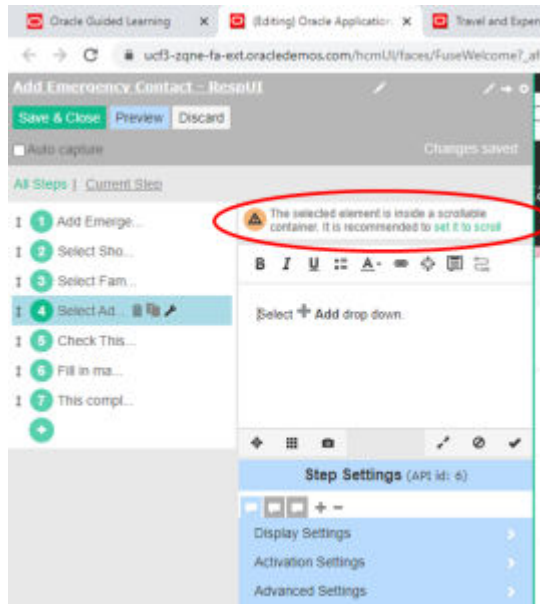 Oracle Guided Learning
(Editing) Oracle Application
Travel and Expen
ucf3-zqne-fa-ext.oracledemos.com/hcmUI/faces/FuseWelcome?_af
Add Emergency Contact - RespUI
Save & Close Preview Discard
Auto capture
Changes saved
All Steps | Current Step
1 Add Emerge...
2 Select Sho...
3 Select Fam...
4 Select Ad...
5 Check This...
6 Fill in ma...
7 This compl...
The selected element is inside a scrollable
container. It is recommended to set it to scroll
B I U A
Select + Add drop down.
Step Settings (API id: 6)
Display Settings
Activation Settings
Advanced Settings